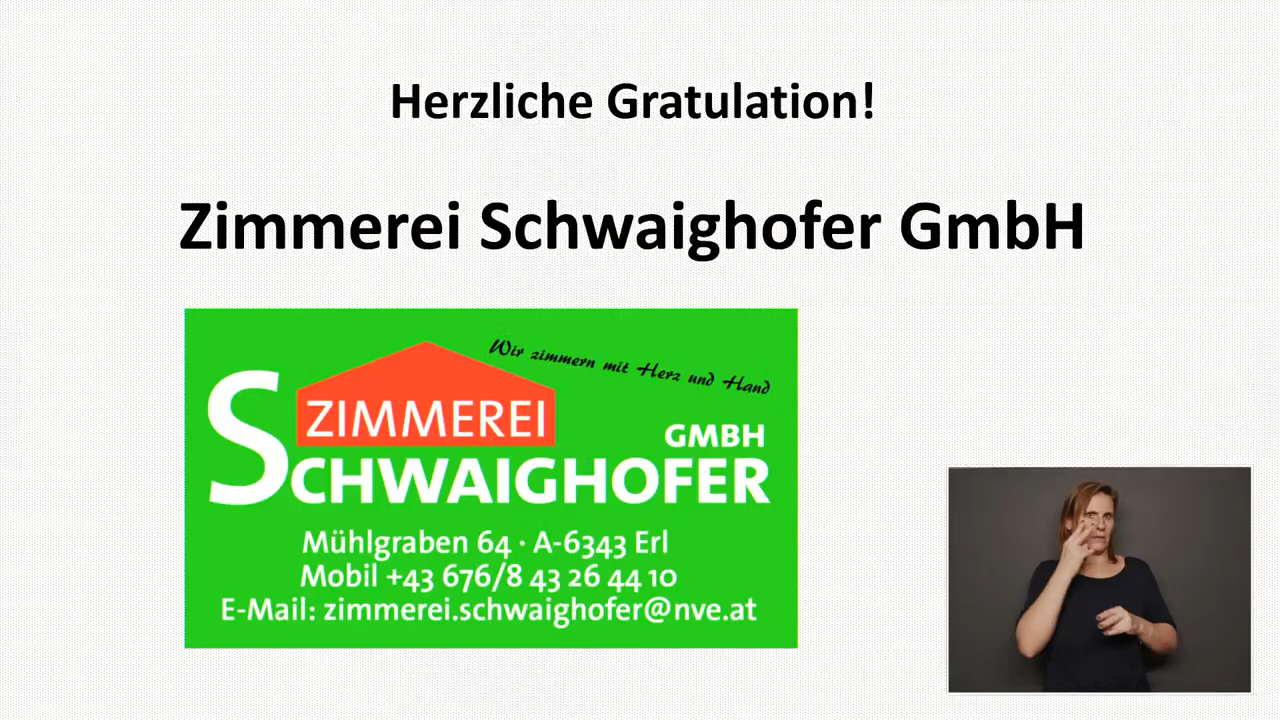 Herzliche Gratulation!
Zimmerei Schwaighofer GmbH
Wir zimmern mit Herz und Hand
ZIMMEREI
GMBH
SCHWAIGHOFER
Mühlgraben 64 · A-6343 Erl
Mobil +43 676/8 43 26 44 10
E-Mail: zimmerei.schwaighofer@nve.at